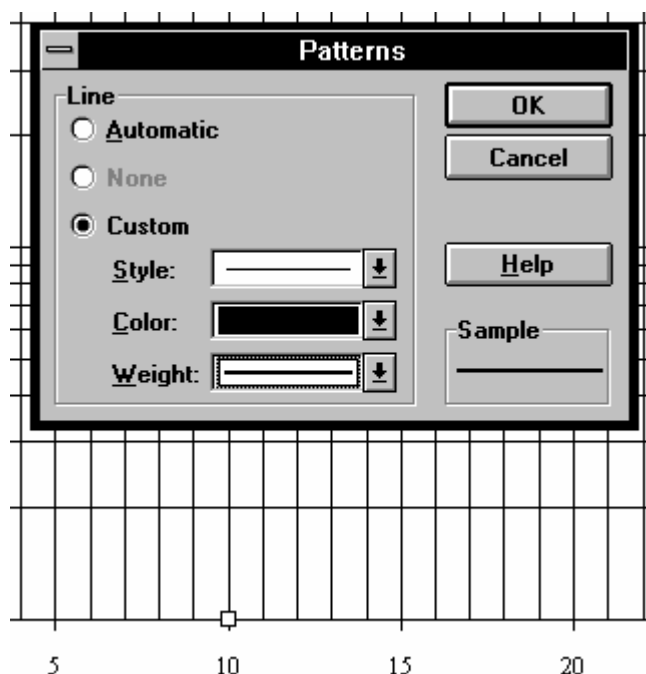 Patterns
Line
Automatic
None
Custom
Style:
Color:
Weight:
OK
Cancel
Help
Sample
5 10 15 20